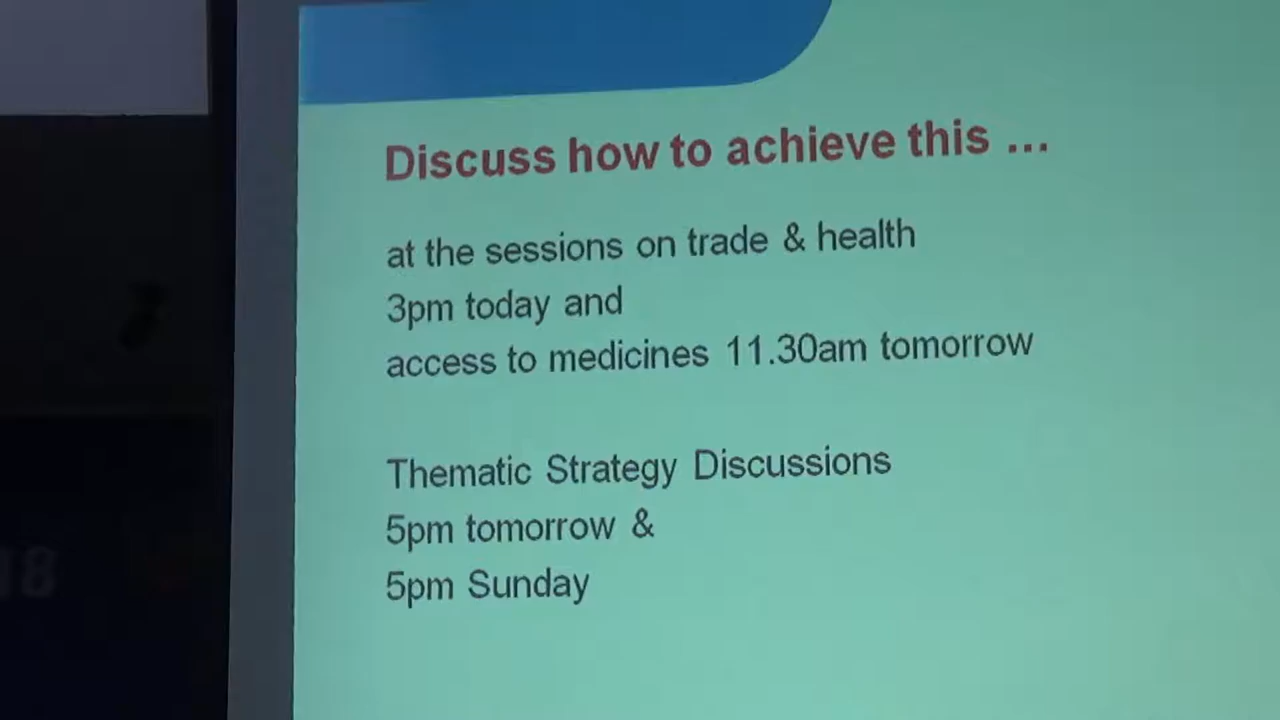 Discuss how to achieve this ...
at the sessions on trade & health
3pm today and
access to medicines 11.30am tomorrow
Thematic Strategy Discussions
5pm tomorrow &
5pm Sunday
18